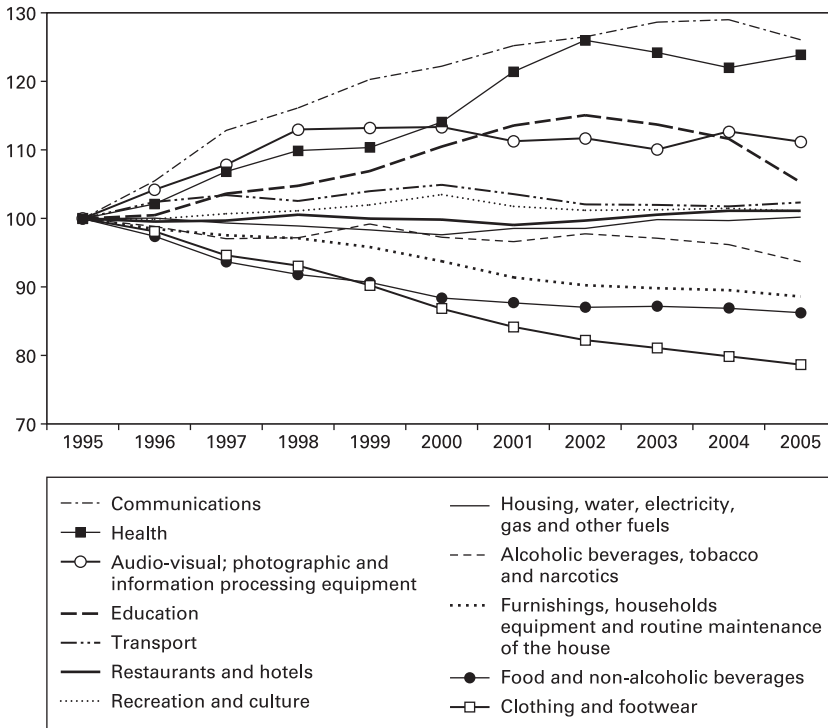 130
120
110
100
90
80
70
1995 1996 1997 1998 1999 2000 2001 2002 2003 2004 2005
Communications
Health
Audio-visual; photographic and
information processing equipment
Education
Transport
Restaurants and hotels
Recreation and culture
Housing, water, electricity,
gas and other fuels
Alcoholic beverages, tobacco
and narcotics
Furnishings, households
equipment and routine maintenance
of the house
Food and non-alcoholic beverages
Clothing and footwear